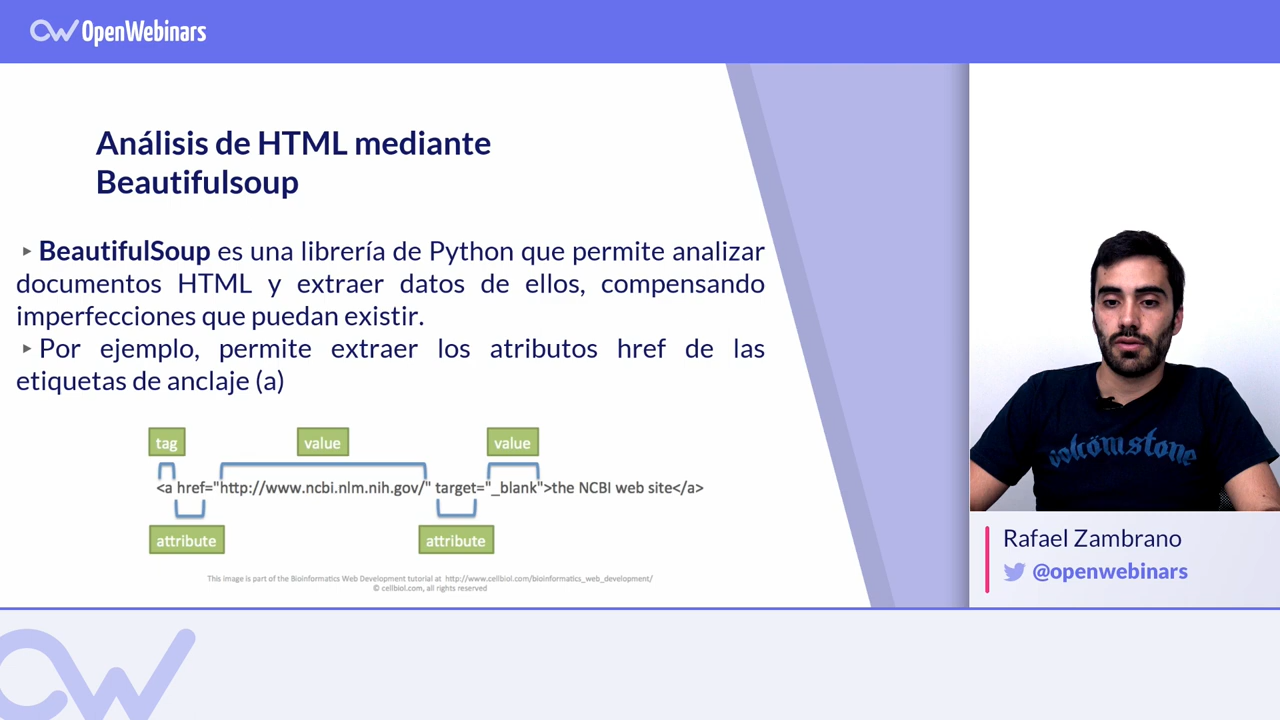 OpenWebinars
Análisis de HTML mediante
Beautifulsoup
BeautifulSoup es una librería de Python que permite analizar
documentos HTML y extraer datos de ellos, compensando
imperfecciones que puedan existir.
Por ejemplo, permite extraer los atributos href de las
etiquetas de anclaje (a)
tag value value
<a href="http://www.ncbi.nlm.nih.gov/" target="_blank">the NCBI web site</a>
attribute attribute
This image is part of the Bioinformatics Web Development tutorial at http://www.cellbiol.com/bioinformatics_web_development/
© cellbiol.com, all rights reserved
volcömstone
Rafael Zambrano
@openwebinars